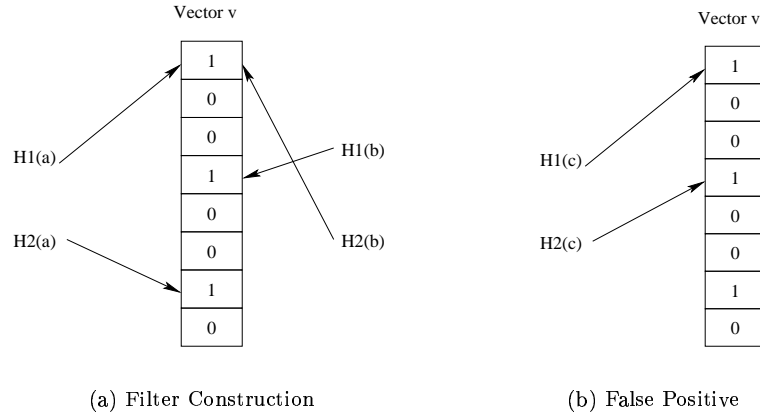 Vector v
1
0
0
1
0
0
1
0
H1(a)
H2(a)
H1(b)
H2(b)
(a) Filter Construction
Vector v
1
0
0
1
0
0
1
0
H1(c)
H2(c)
(b) False Positive